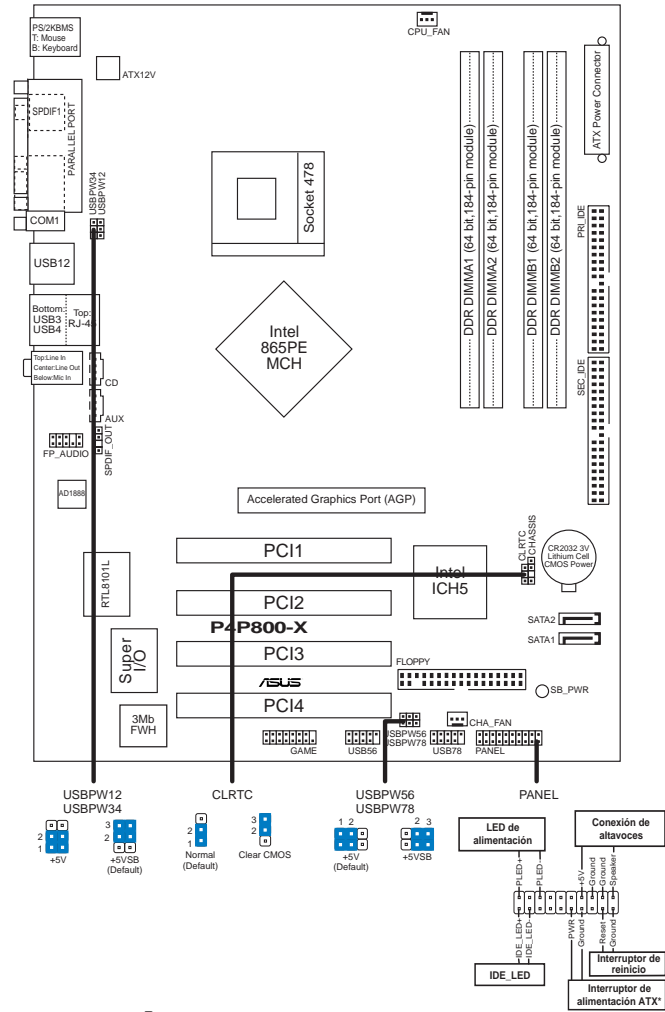 PS/2KBMS
T: Mouse
B: Keyboard
CPU_FAN
ATX12V
SPDIF1
PARALLEL PORT
USBPW34
USBPW12
COM1
USB12
Bottom:
USB3
USB4
Top:
RJ-45
Top:Line In
Center:Line Out
Below:Mic In
CD
AUX
SPDIF_OUT
FP_AUDIO
AD1888
RTL8101L
Super
I/O
3Mb
FWH
Socket 478
Intel
865PE
MCH
DDR DIMMA1 (64 bit,184-pin module)
DDR DIMMA2 (64 bit,184-pin module)
DDR DIMMB1 (64 bit,184-pin module)
DDR DIMMB2 (64 bit,184-pin module)
ATX Power Connector
PRI_IDE
SEC_IDE
Accelerated Graphics Port (AGP)
PCI1
PCI2
P4P800-X
PCI3
ASUS
PCI4
Intel
ICH5
CLRTC
CHASSIS
CR2032 3V
Lithium Cell
CMOS Power
SATA2
SATA1
FLOPPY
SB_PWR
GAME
USB56
USBPW56
USBPW78
CHA_FAN
USB78
PANEL
USBPW12
USBPW34
2
1
+5V
3
2
+5VSB
(Default)
CLRTC
2
1
Normal
(Default)
3
2
Clear CMOS
USBPW56
USBPW78
1 2
+5V
(Default)
2 3
+5VSB
PANEL
LED de
alimentación
Conexión de
altavoces
PLED+
PLED-
+5V
Ground
Ground
Speaker
IDE_LED+
IDE_LED-
PWR
Ground
Reset
Ground
IDE_LED
Interruptor de
reinicio
Interruptor de
alimentación ATX*